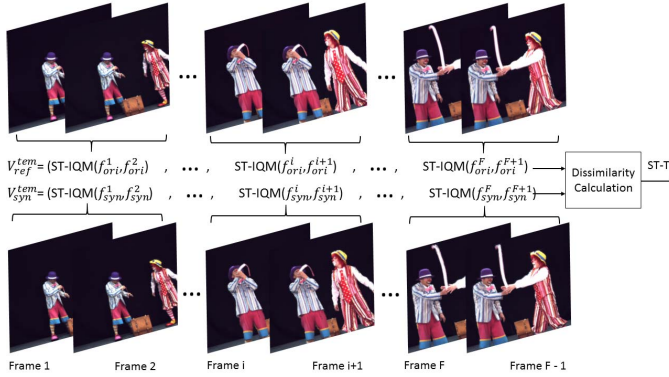 V_ref^tem = (ST-IQM(f_ori^1, f_ori^2) , ... , ST-IQM(f_ori^i, f_ori^{i+1}) , ... , ST-IQM(f_ori^F, f_ori^{F+1})
V_syn^tem = (ST-IQM(f_syn^1, f_syn^2) , ... , ST-IQM(f_syn^i, f_syn^{i+1}) , ... , ST-IQM(f_syn^F, f_syn^{F+1})
Dissimilarity
Calculation
ST-T
Frame 1 Frame 2 Frame i Frame i+1 Frame F Frame F - 1